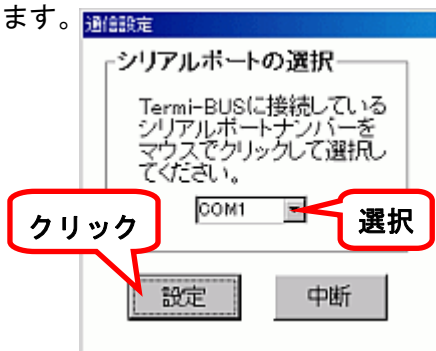 ます。
通信設定
シリアルポートの選択
Termi-BUSに接続している
シリアルポートナンバーを
マウスでクリックして選択し
てください。
COM1
選択
クリック
設定
中断